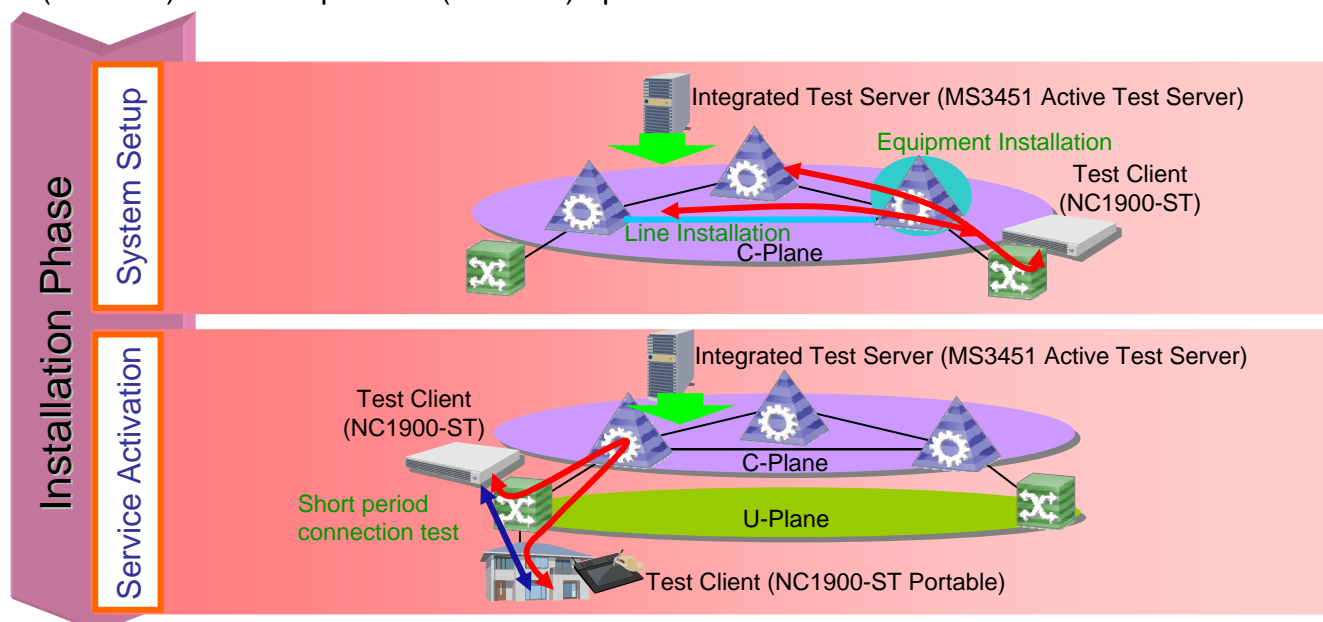 Installation Phase
System Setup
Integrated Test Server (MS3451 Active Test Server)
Equipment Installation
Test Client
(NC1900-ST)
Line Installation
C-Plane
Service Activation
Integrated Test Server (MS3451 Active Test Server)
Test Client
(NC1900-ST)
C-Plane
Short period
connection test
U-Plane
Test Client (NC1900-ST Portable)